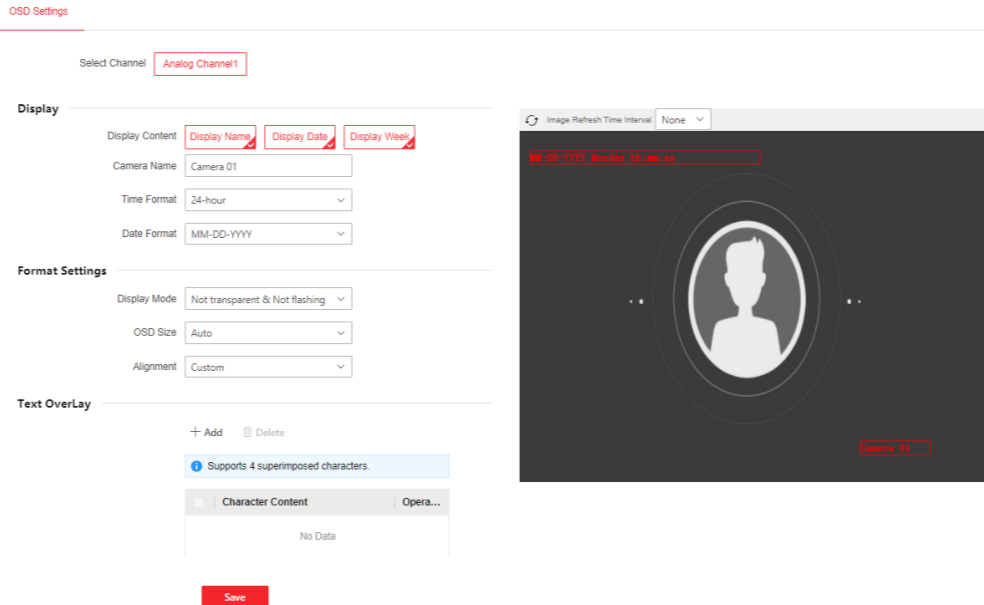 OSD Settings
Select Channel Analog Channel1
Display
Display Content Display Name Display Date Display Week
Camera Name Camera 01
Time Format 24-hour
Date Format MM-DD-YYYY
Format Settings
Display Mode Not transparent & Not flashing
OSD Size Auto
Alignment Custom
Text OverLay
Add Delete
Supports 4 superimposed characters.
Character Content Opera...
No Data
Save
Image Refresh Time Interval None
MM-DD-YYYY Monday hh:mm:ss
Camera 01